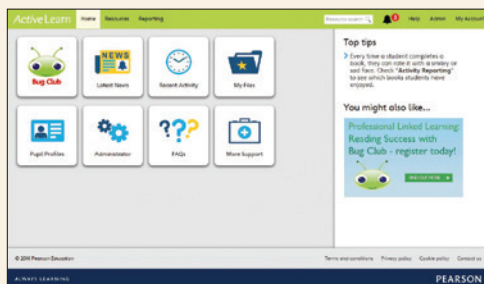 ActiveLearn Home Resources Reporting
Resource search
Help Admin My Account
Bug Club
NEWS
Latest News
Recent Activity
My Files
Pupil Profiles
Administrator
???
FAQs
More Support
Top tips
Every time a student completes a
book, they can rate it with a smiley or
sad face. Check "Activity Reporting"
to see which books students have
enjoyed.
You might also like...
Professional Linked Learning:
Reading Success with
Bug Club - register today!
© 2016 Pearson Education
Terms and conditions Privacy policy Cookie policy Contact us
ALWAYS LEARNING
PEARSON